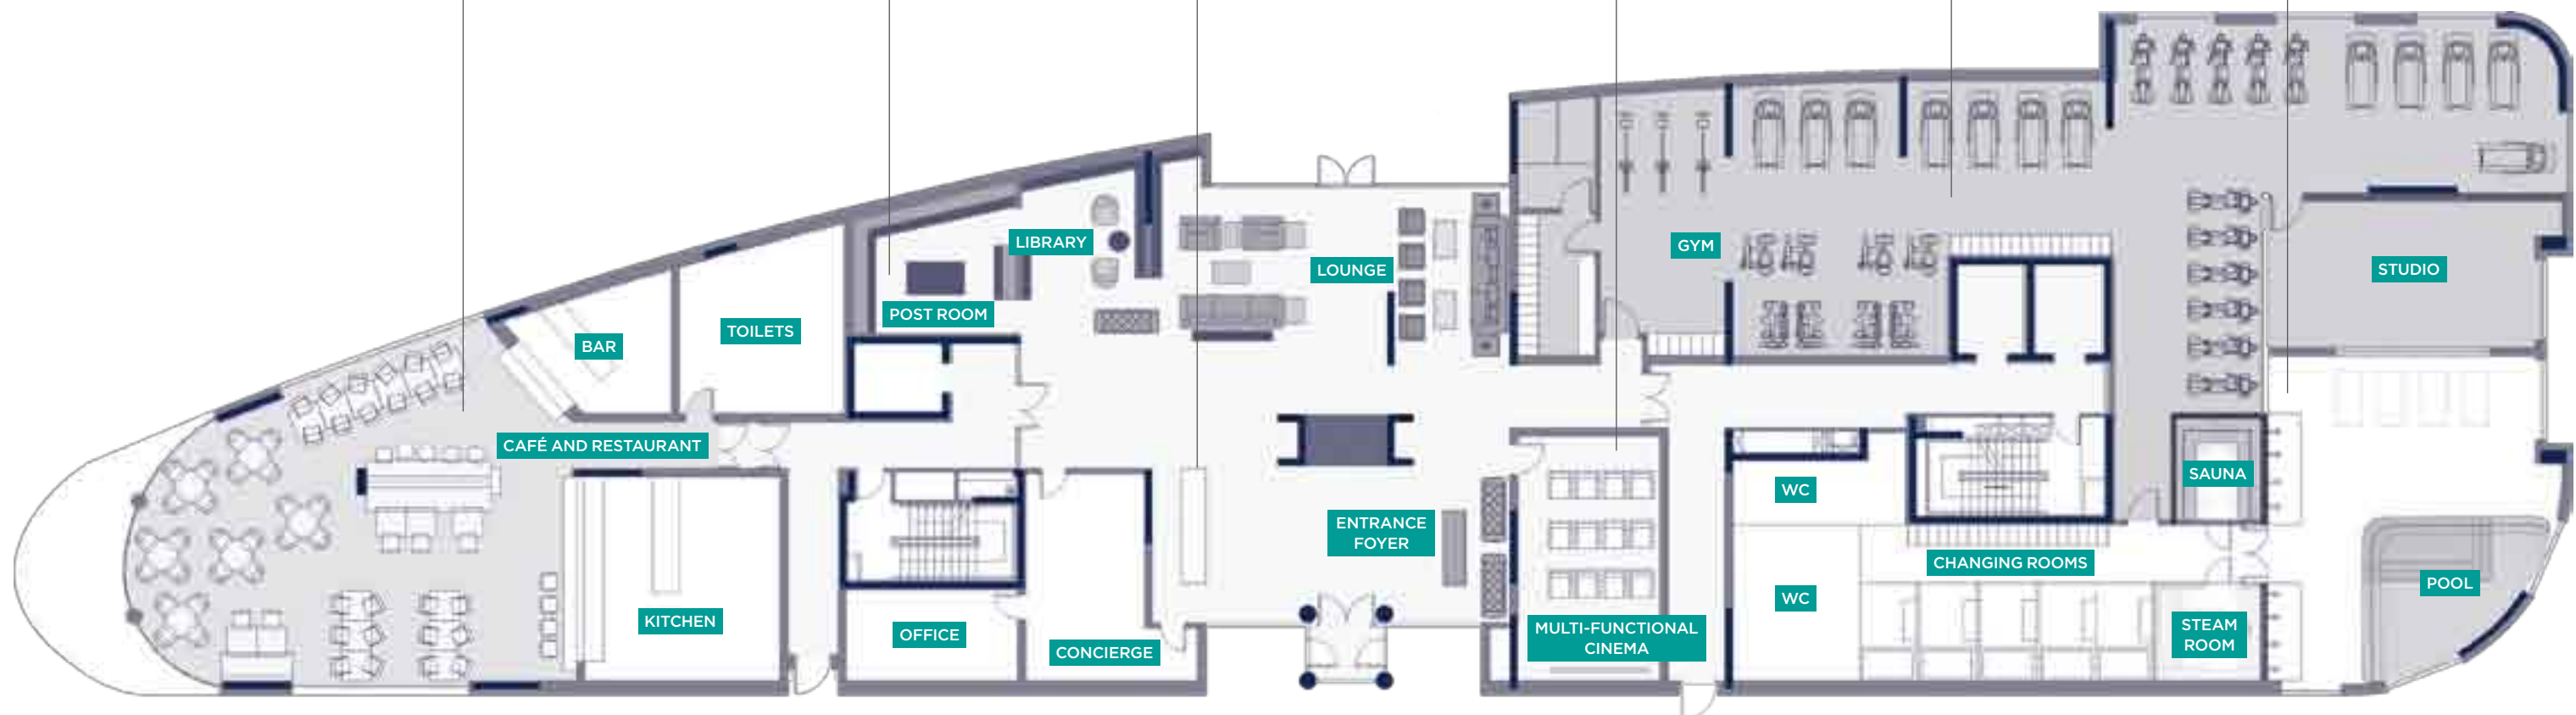 LIBRARY
POST ROOM
TOILETS
BAR
CAFÉ AND RESTAURANT
KITCHEN
OFFICE
CONCIERGE
LOUNGE
ENTRANCE
FOYER
MULTI-FUNCTIONAL
CINEMA
GYM
STUDIO
WC
WC
SAUNA
CHANGING ROOMS
STEAM
ROOM
POOL